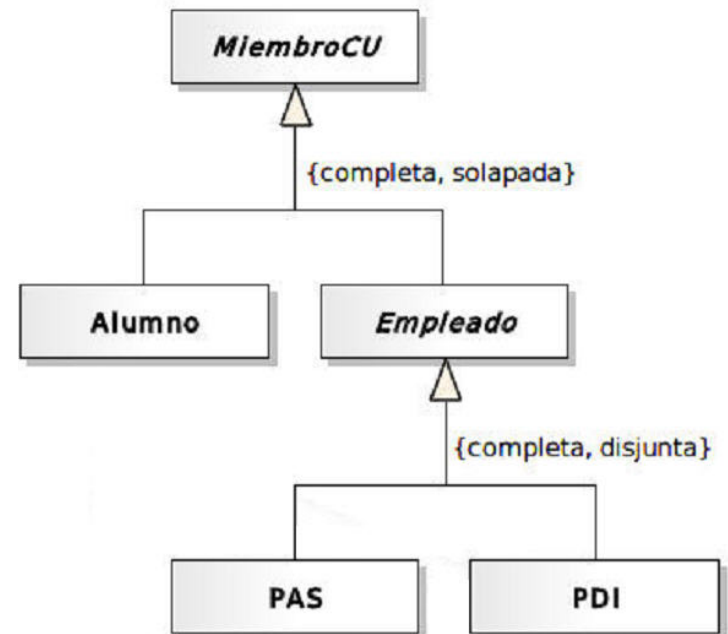 MiembroCU
{completa, solapada}
Alumno
Empleado
{completa, disjunta}
PAS
PDI